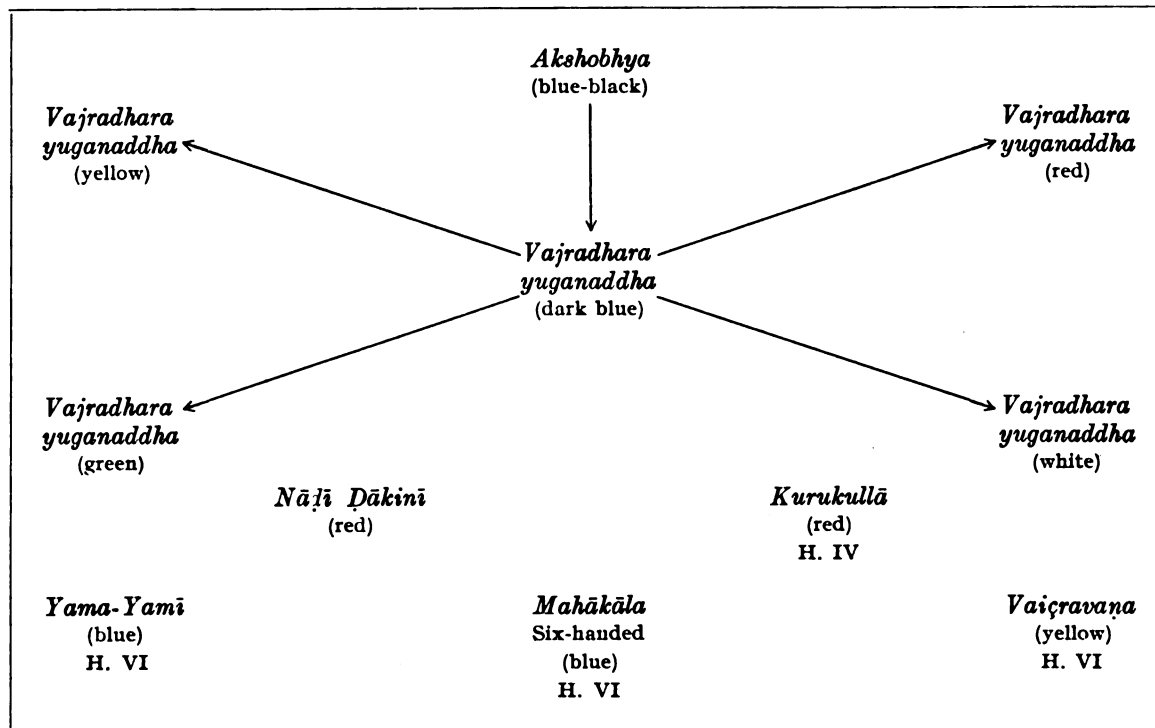 Akshobhya
(blue-black)
Vajradhara
yuganaddha
(yellow)
Vajradhara
yuganaddha
(red)
Vajradhara
yuganaddha
(dark blue)
Vajradhara
yuganaddha
(green)
Vajradhara
yuganaddha
(white)
Nāḍī Ḍākinī
(red)
Kurukullā
(red)
H. IV
Yama-Yamī
(blue)
H. VI
Mahākāla
Six-handed
(blue)
H. VI
Vaiçravaṇa
(yellow)
H. VI